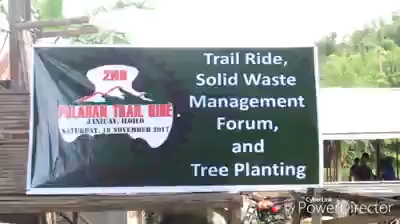 2ND
PULAHAN TRAIL RIDE
JANIUAY, ILOILO
SATURDAY, 18 NOVEMBER 2017
Trail Ride,
Solid Waste
Management
Forum,
and
Tree Planting
CyberLink
PowerDirector